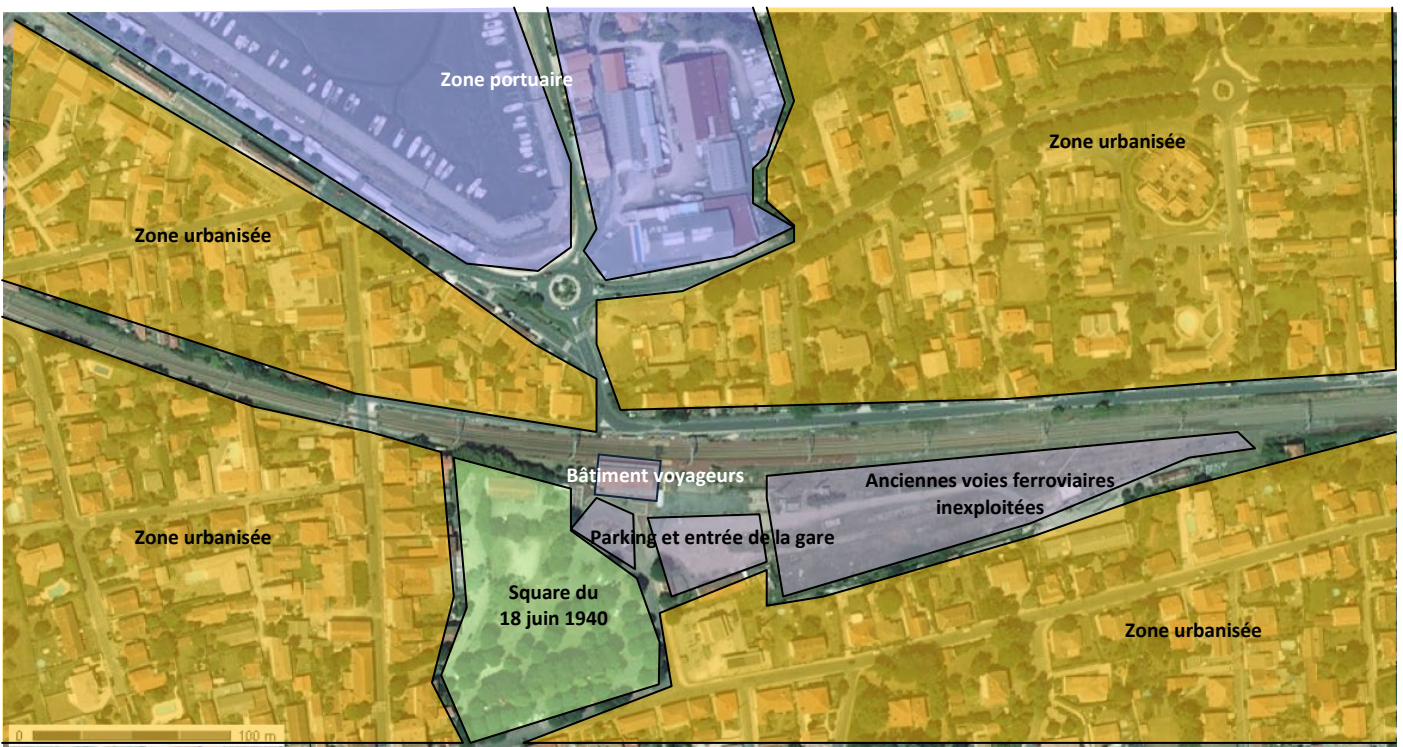 Zone portuaire
Zone urbanisée
Zone urbanisée
Bâtiment voyageurs
Anciennes voies ferroviaires
inexploitées
Zone urbanisée
Parking et entrée de la gare
Square du
18 juin 1940
Zone urbanisée
0 100 m